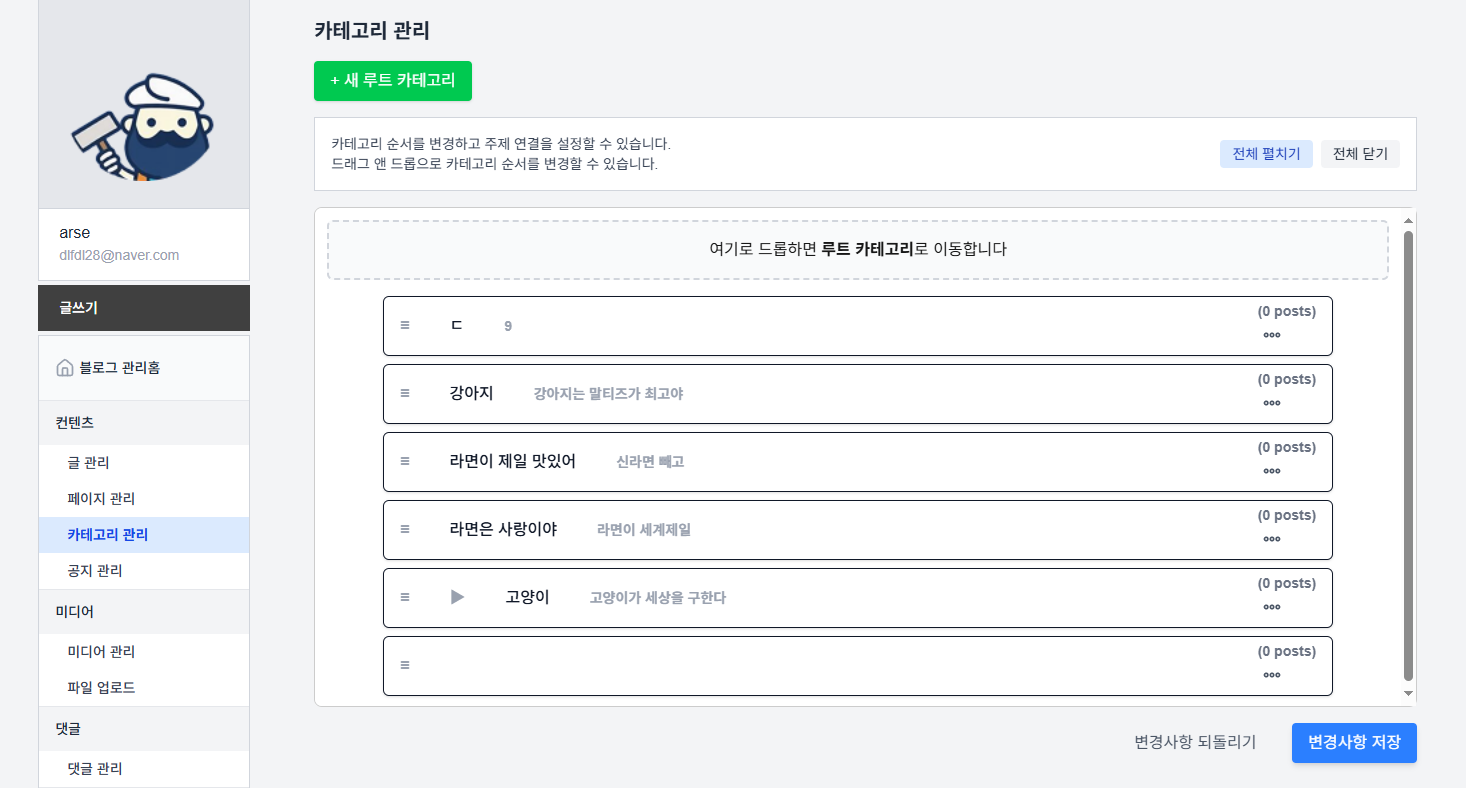 카테고리 관리
+ 새 루트 카테고리
카테고리 순서를 변경하고 주제 연결을 설정할 수 있습니다.
드래그 앤 드롭으로 카테고리 순서를 변경할 수 있습니다.
전체 펼치기
전체 닫기
arse
dlfdl28@naver.com
글쓰기
블로그 관리홈
컨텐츠
글 관리
페이지 관리
카테고리 관리
공지 관리
미디어
미디어 관리
파일 업로드
댓글
댓글 관리
여기로 드롭하면 루트 카테고리로 이동합니다
ㄷ 9 (0 posts)
강아지 강아지는 말티즈가 최고야 (0 posts)
라면이 제일 맛있어 신라면 빼고 (0 posts)
라면은 사랑이야 라면이 세계제일 (0 posts)
고양이 고양이가 세상을 구한다 (0 posts)
(0 posts)
변경사항 되돌리기
변경사항 저장